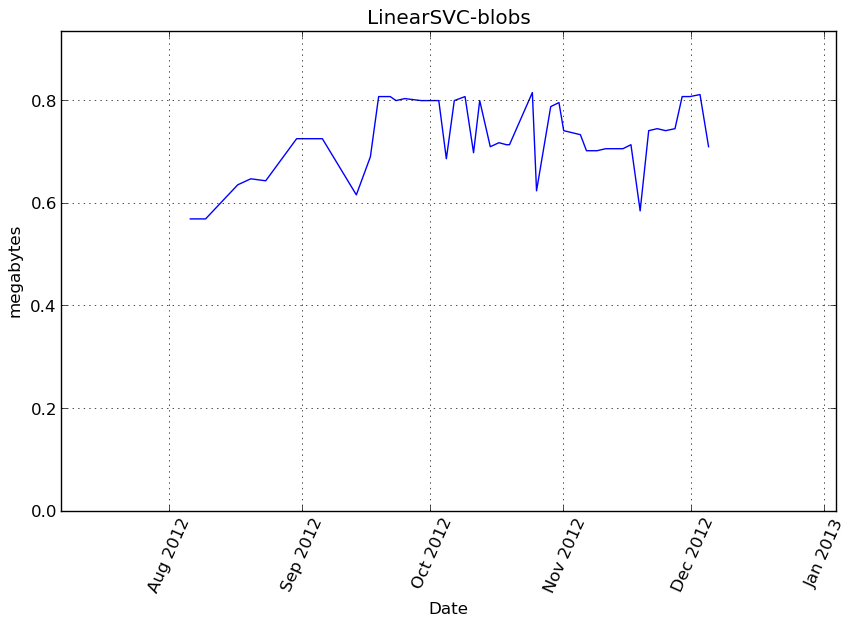 LinearSVC-blobs
megabytes
0.8
0.6
0.4
0.2
0.0
Aug 2012
Sep 2012
Oct 2012
Nov 2012
Dec 2012
Jan 2013
Date